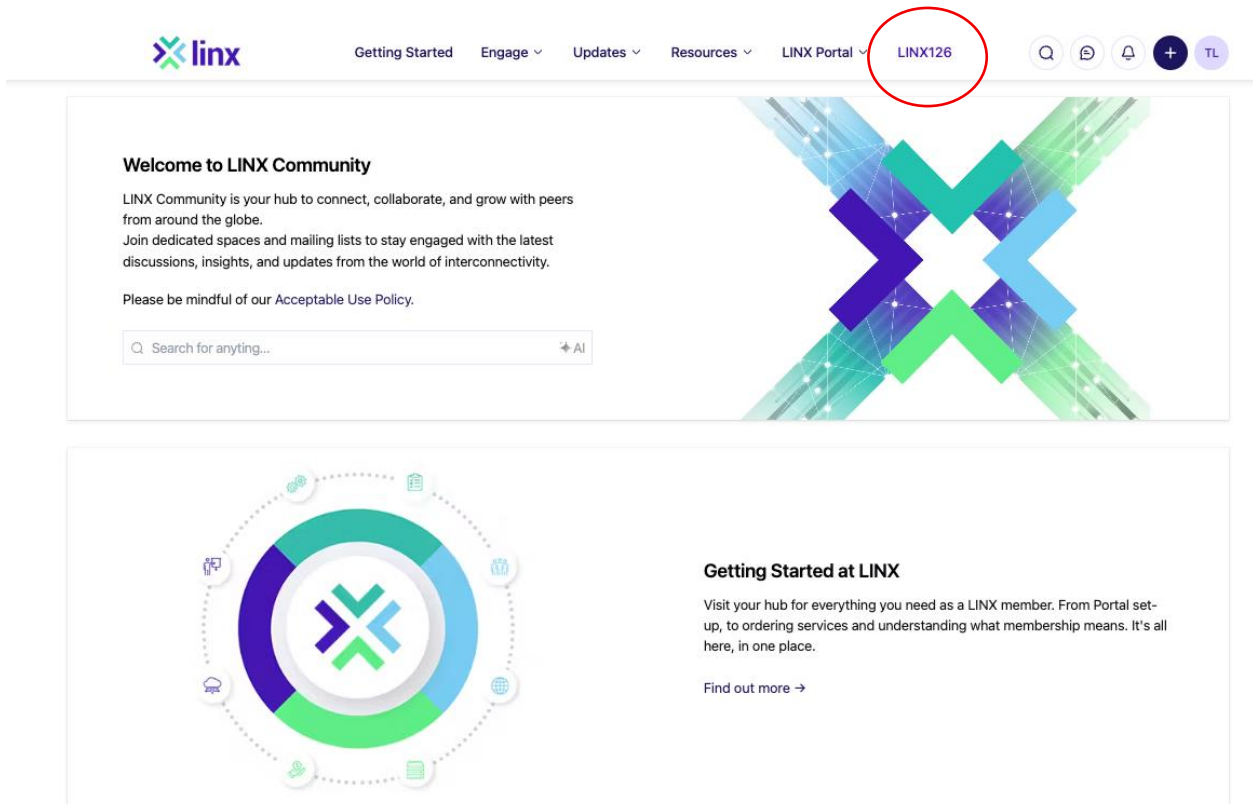 linx
Getting Started
Engage
Updates
Resources
LINX Portal
LINX126
TL
Welcome to LINX Community
LINX Community is your hub to connect, collaborate, and grow with peers
from around the globe.
Join dedicated spaces and mailing lists to stay engaged with the latest
discussions, insights, and updates from the world of interconnectivity.
Please be mindful of our Acceptable Use Policy.
Search for anyting...
AI
Getting Started at LINX
Visit your hub for everything you need as a LINX member. From Portal set-
up, to ordering services and understanding what membership means. It's all
here, in one place.
Find out more →